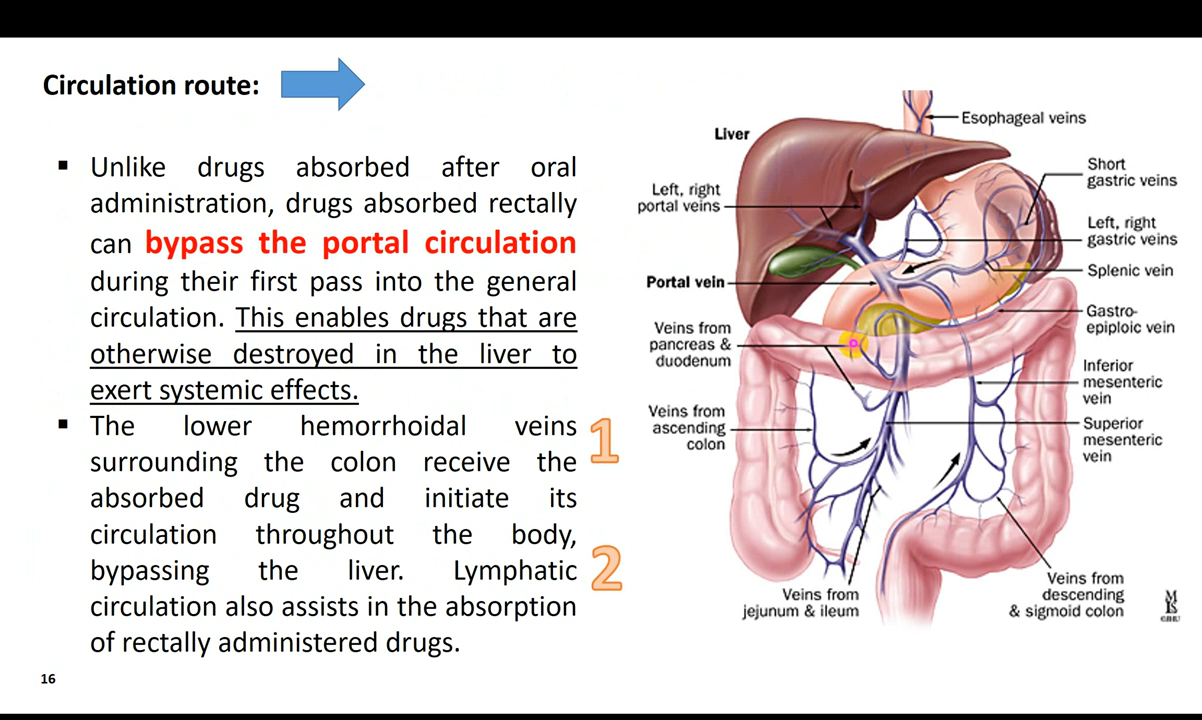 Circulation route:
▪ Unlike drugs absorbed after oral
administration, drugs absorbed rectally
can bypass the portal circulation
during their first pass into the general
circulation. This enables drugs that are
otherwise destroyed in the liver to
exert systemic effects.
▪ The lower hemorrhoidal veins
surrounding the colon receive the
absorbed drug and initiate its
circulation throughout the body,
bypassing the liver. Lymphatic
circulation also assists in the absorption
of rectally administered drugs.
1
2
16
Liver
Left, right
portal veins
Portal vein
Veins from
pancreas &
duodenum
Veins from
ascending
colon
Veins from
jejunum & ileum
Esophageal veins
Short
gastric veins
Left, right
gastric veins
Splenic vein
Gastro-
epiploic vein
Inferior
mesenteric
vein
Superior
mesenteric
vein
Veins from
descending
& sigmoid colon